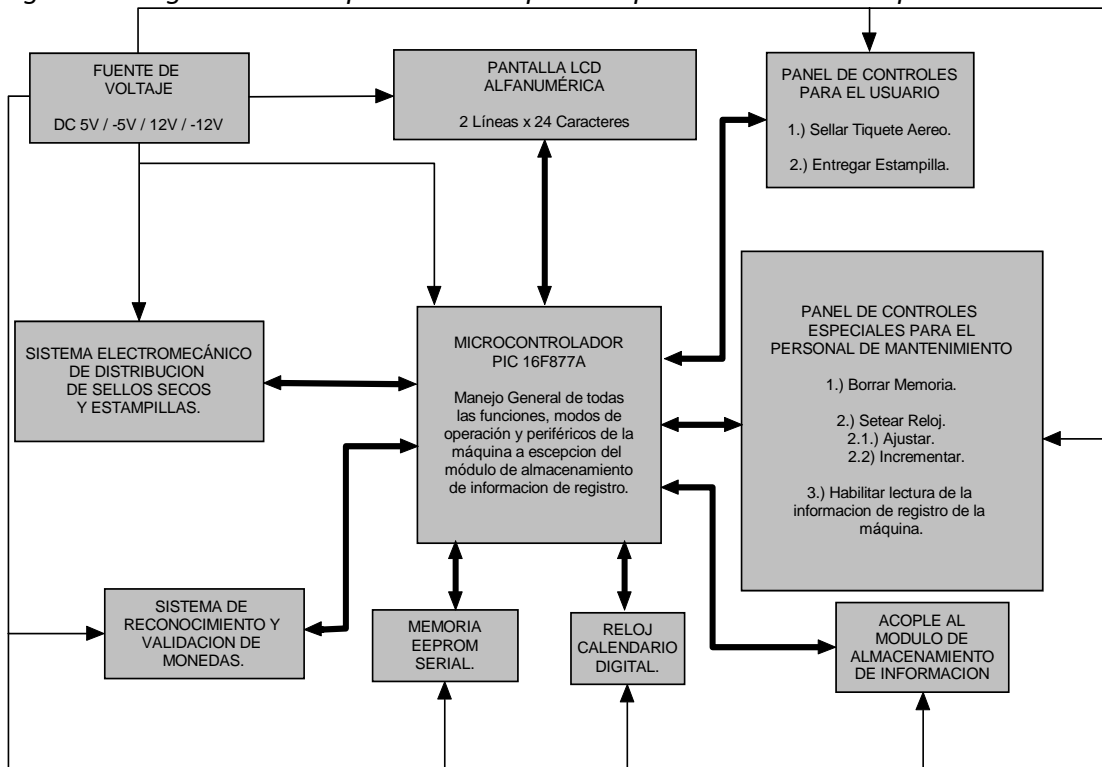 FUENTE DE
VOLTAJE
DC 5V / -5V / 12V / -12V
PANTALLA LCD
ALFANUMÉRICA
2 Líneas x 24 Caracteres
PANEL DE CONTROLES
PARA EL USUARIO
1.) Sellar Tiquete Aereo.
2.) Entregar Estampilla.
SISTEMA ELECTROMECÁNICO
DE DISTRIBUCION
DE SELLOS SECOS
Y ESTAMPILLAS.
MICROCONTROLADOR
PIC 16F877A
Manejo General de todas
las funciones, modos de
operación y periféricos de la
máquina a escepcion del
módulo de almacenamiento
de informacion de registro.
PANEL DE CONTROLES
ESPECIALES PARA EL
PERSONAL DE MANTENIMIENTO
1.) Borrar Memoria.
2.) Setear Reloj.
2.1.) Ajustar.
2.2) Incrementar.
3.) Habilitar lectura de la
informacion de registro de la
máquina.
SISTEMA DE
RECONOCIMIENTO Y
VALIDACION DE
MONEDAS.
MEMORIA
EEPROM
SERIAL.
RELOJ
CALENDARIO
DIGITAL.
ACOPLE AL
MODULO DE
ALMACENAMIENTO
DE INFORMACION